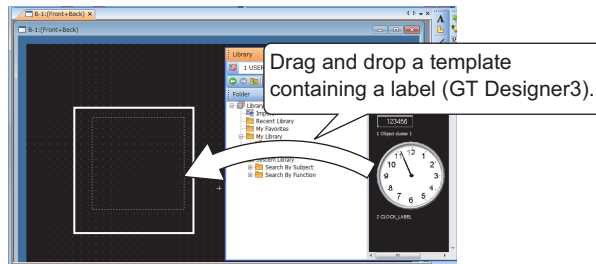 B-1:(Front+Back) ×
B-1:(Front+Back)
Library
1 USER
Drag and drop a template
containing a label (GT Designer3).
Folder
Library
Recent Library
My Favorites
My Library
System Library
Search By Subject
Search By Function
123456
1 Object cluster 1
11 12 1
10 2
9 3
8 4
7 6 5
2 CLOCK_LABEL
A